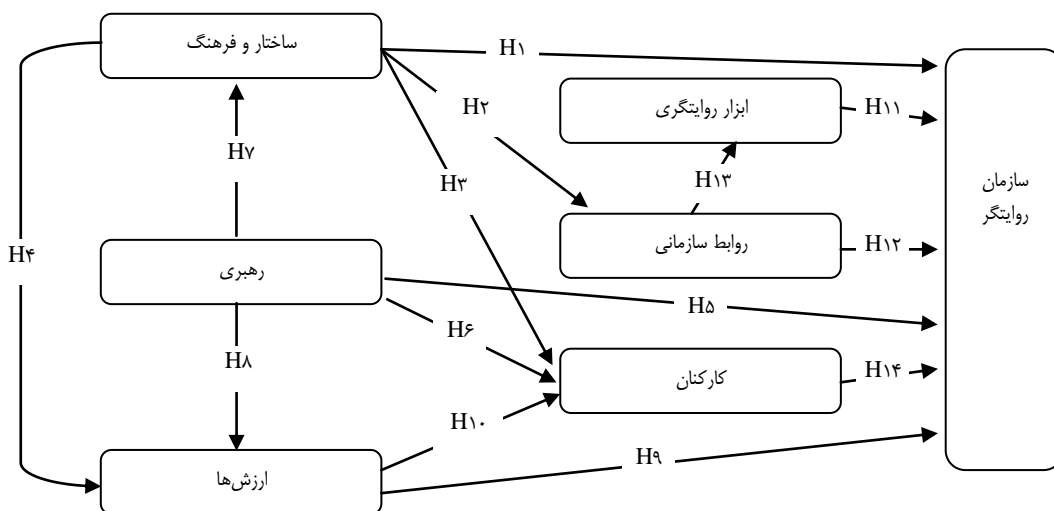 ساختار و فرهنگ
H۱
ابزار روایتگری
H۱۱
H۲
H۷
H۳
H۱۳
سازمان
روایتگر
روابط سازمانی
H۱۲
H۴
رهبری
H۵
H۶
H۸
کارکنان
H۱۴
H۱۰
H۹
ارزش‌ها